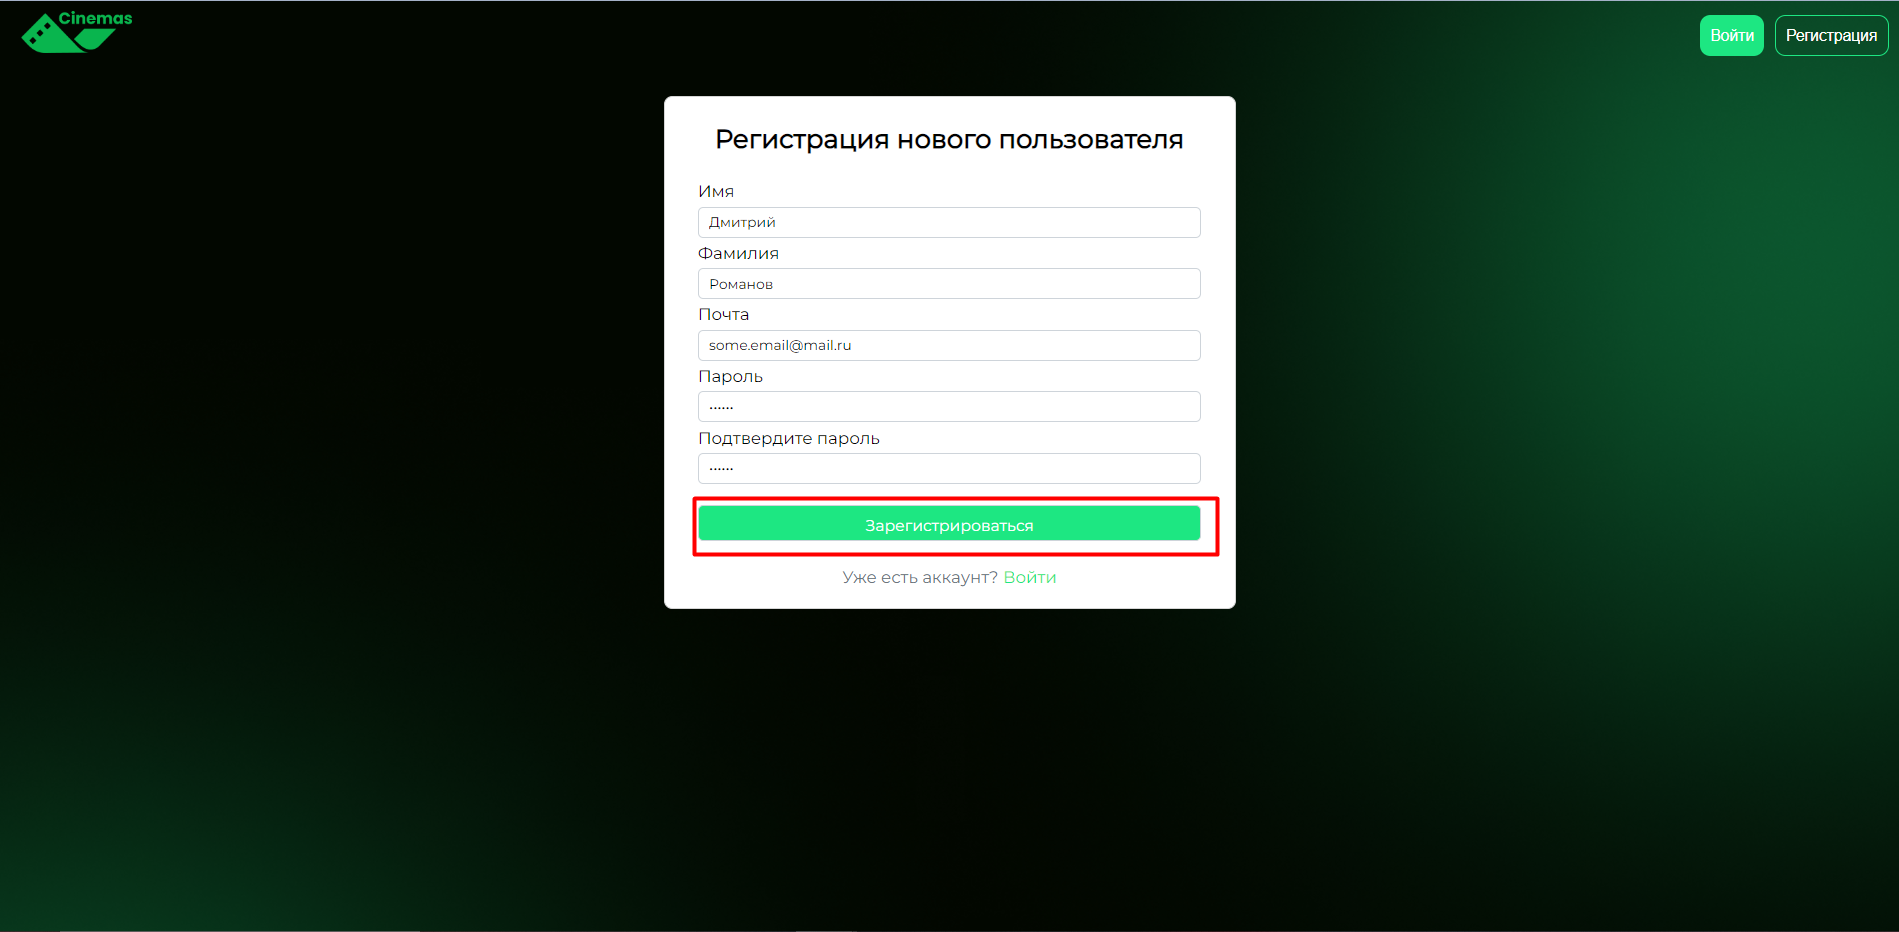 Cinemas
Войти
Регистрация
Регистрация нового пользователя
Имя
Дмитрий
Фамилия
Романов
Почта
some.email@mail.ru
Пароль
······
Подтвердите пароль
······
Зарегистрироваться
Уже есть аккаунт? Войти